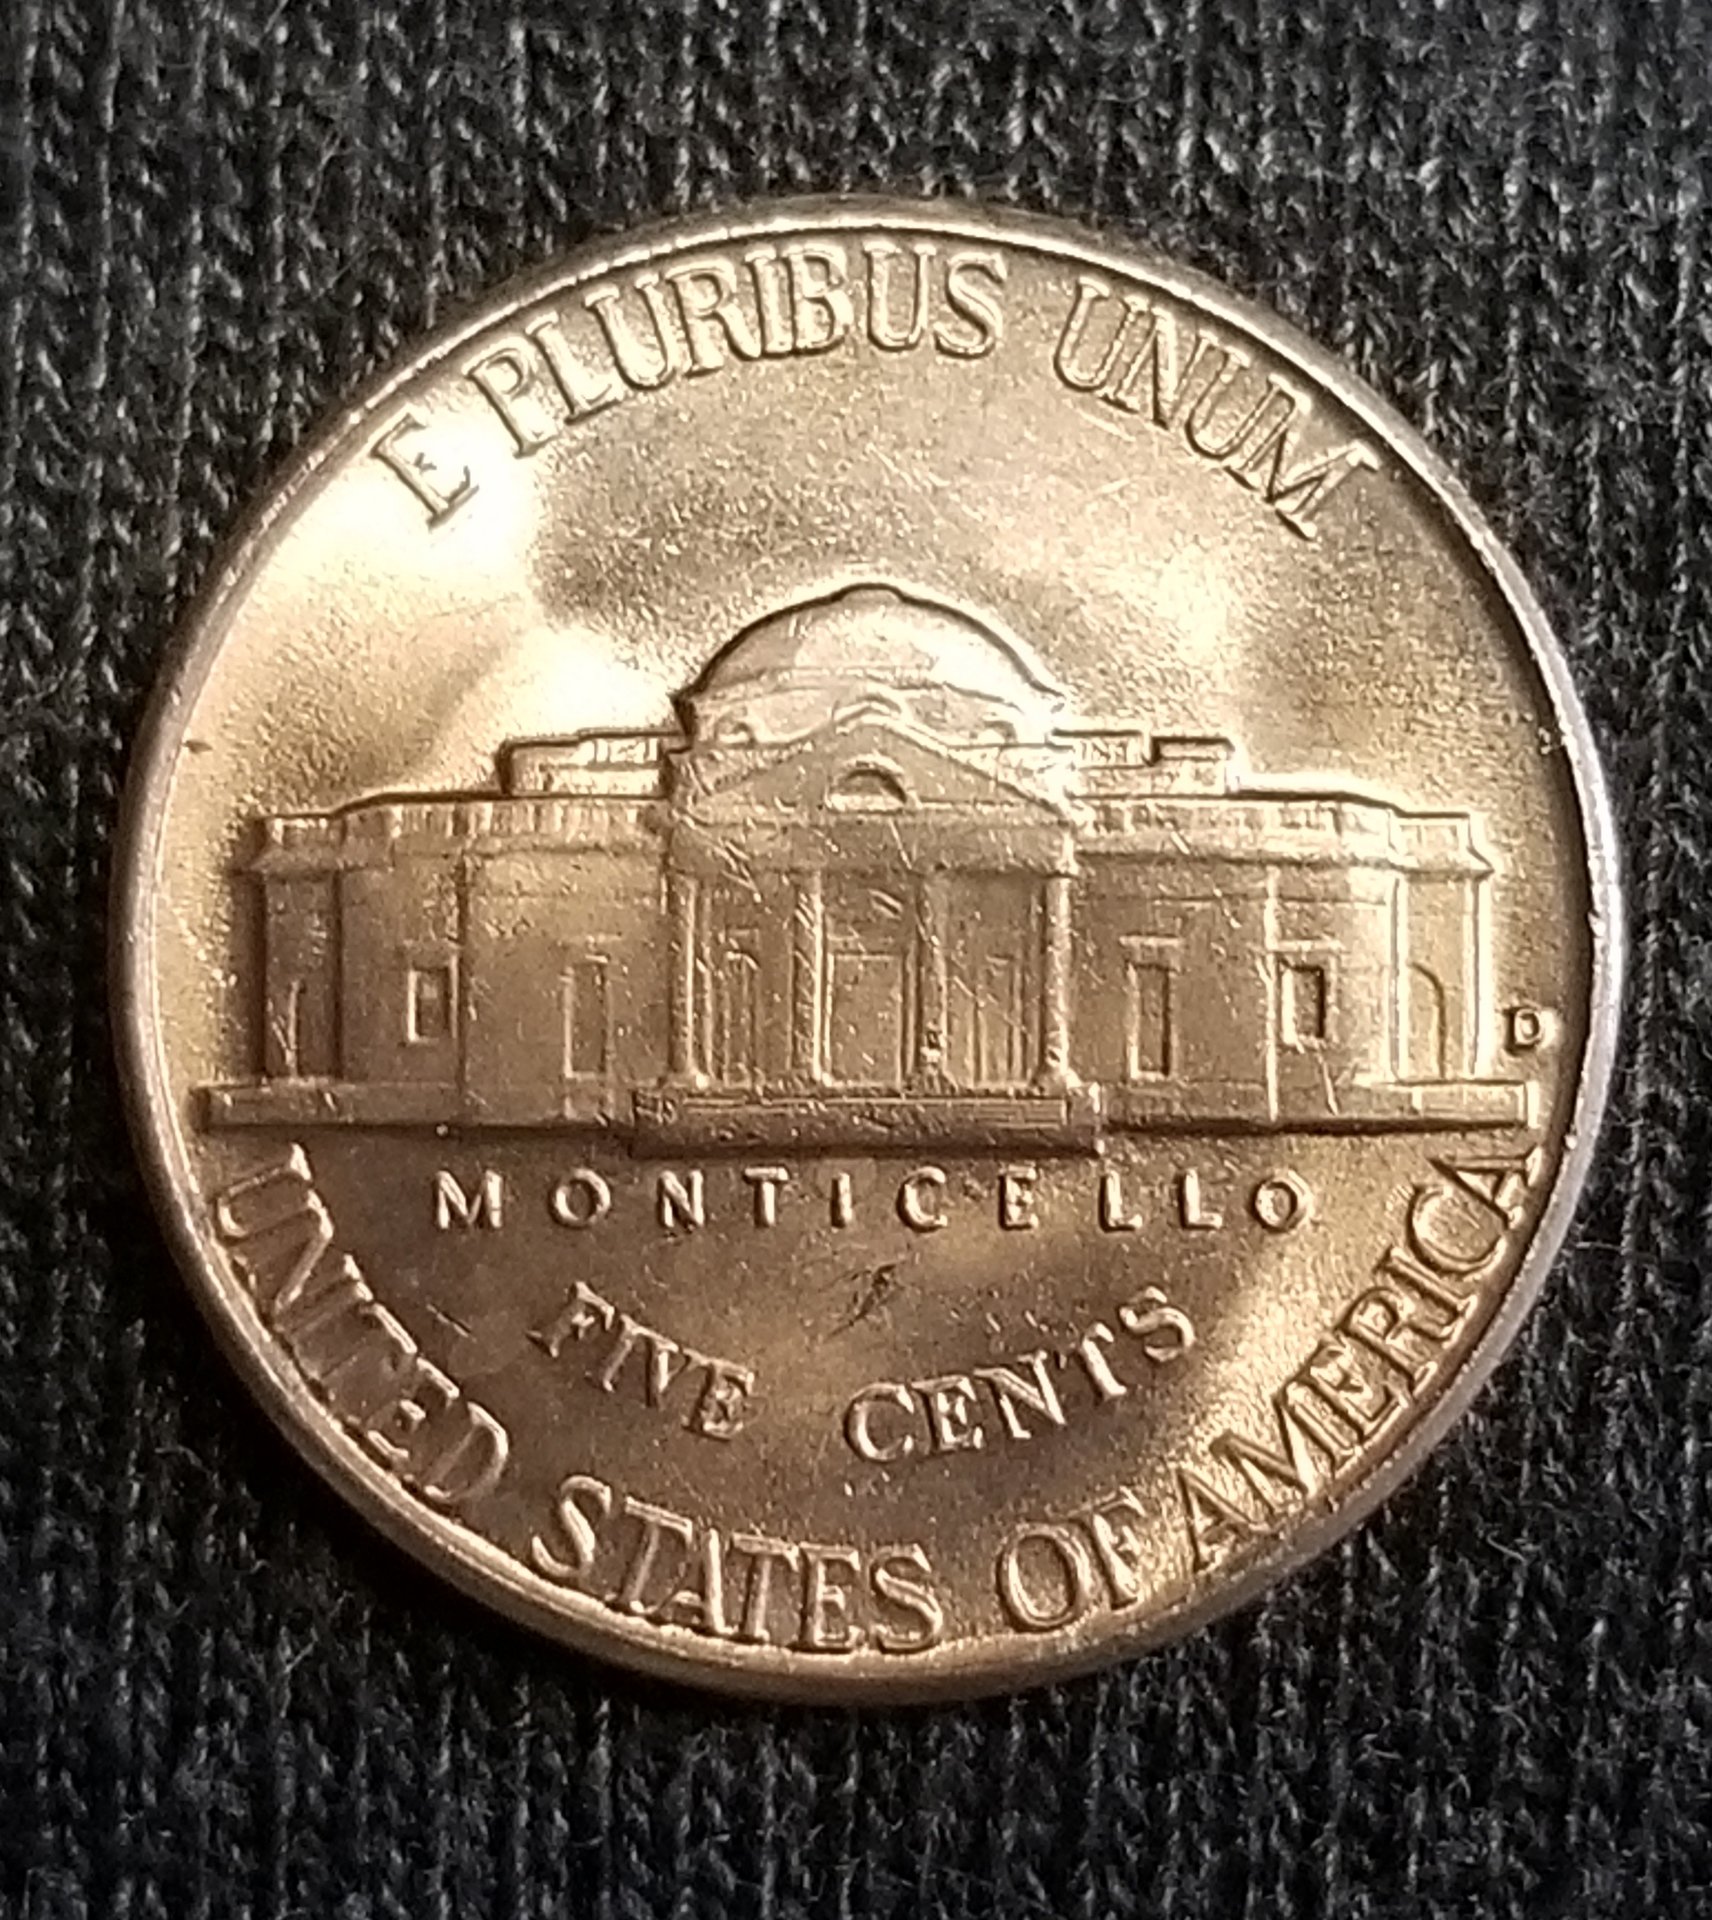 E PLURIBUS UNUM
D
MONTICELLO
FIVE CENTS
UNITED STATES OF AMERICA